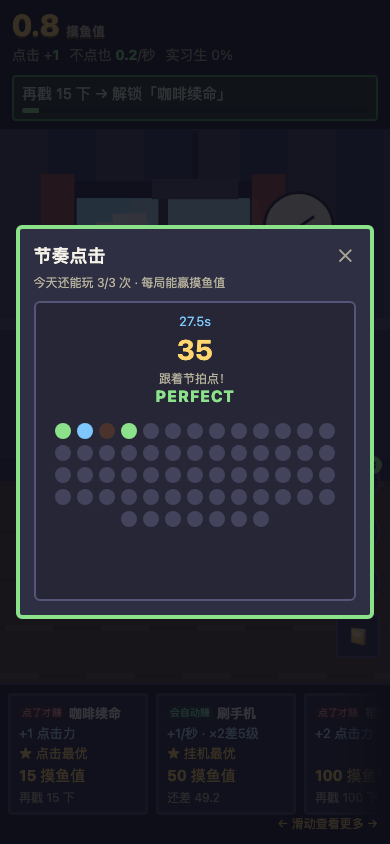 0.8 摸鱼值
点击 +1 不点也 0.2/秒 实习生 0%
再戳 15 下 → 解锁「咖啡续命」
节奏点击
今天还能玩 3/3 次 · 每局能赢摸鱼值
27.5s
35
跟着节拍点!
PERFECT
点了才赚 咖啡续命
+1 点击力
★ 点击最优
15 摸鱼值
再戳 15 下
会自动赚 刷手机
+1/秒 · ×2差5级
★ 挂机最优
50 摸鱼值
还差 49.2
点了才赚
+2 点击力
100 摸鱼
再戳 100
← 滑动查看更多 →